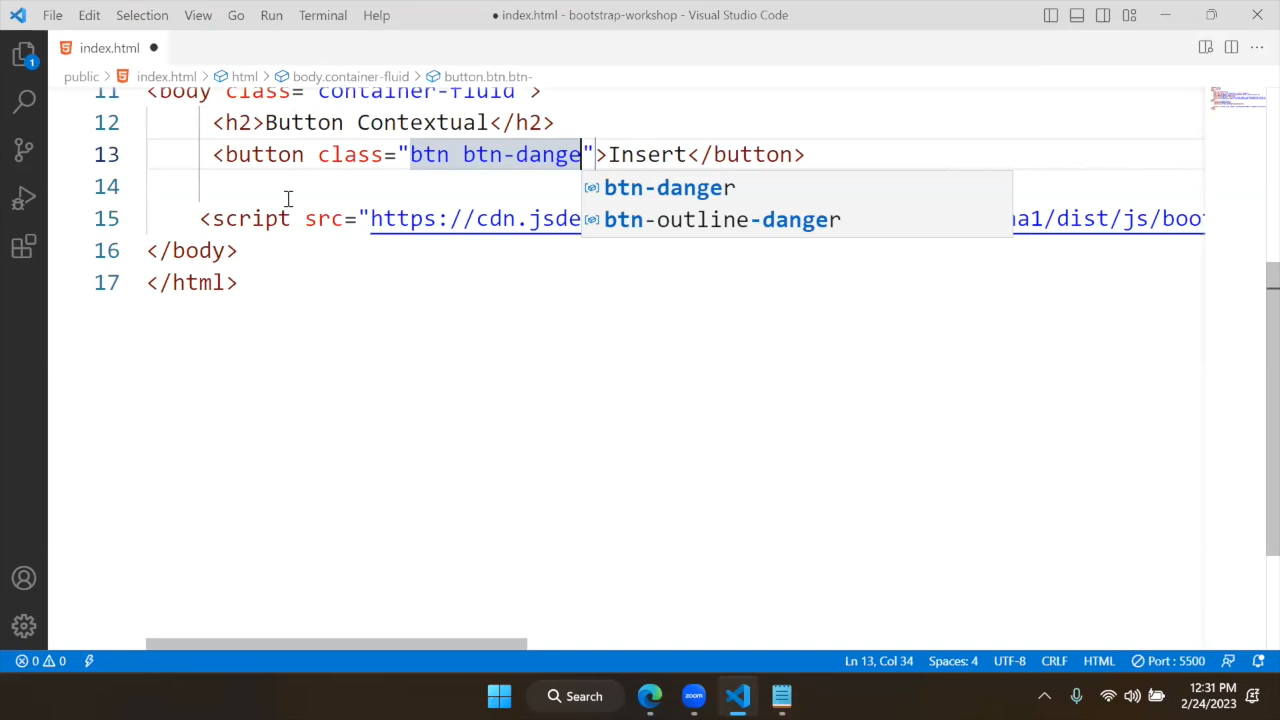 File Edit Selection View Go Run Terminal Help ● index.html - bootstrap-workshop - Visual Studio Code
index.html ●
public > index.html > html > body.container-fluid > button.btn.btn-
11 <body class="container-fluid">
12 <h2>Button Contextual</h2>
13 <button class="btn btn-dange">Insert</button>
14
btn-danger
15 <script src="https://cdn.jsde
btn-outline-danger
na1/dist/js/boo
16 </body>
17 </html>
1
0 0 Ln 13, Col 34 Spaces: 4 UTF-8 CRLF HTML Port : 5500
Search zoom 12:31 PM
2/24/2023